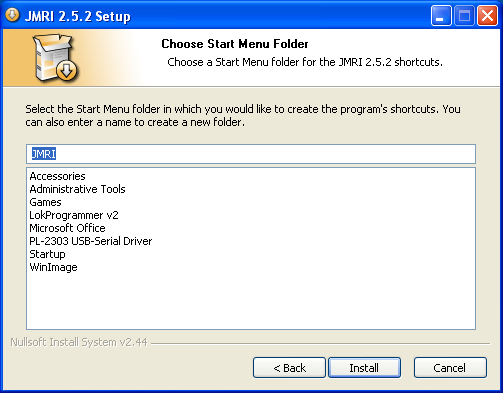 JMRI 2.5.2 Setup
Choose Start Menu Folder
Choose a Start Menu folder for the JMRI 2.5.2 shortcuts.
Select the Start Menu folder in which you would like to create the program's shortcuts. You
can also enter a name to create a new folder.
JMRI
Accessories
Administrative Tools
Games
LokProgrammer v2
Microsoft Office
PL-2303 USB-Serial Driver
Startup
WinImage
Nullsoft Install System v2.44
< Back Install Cancel